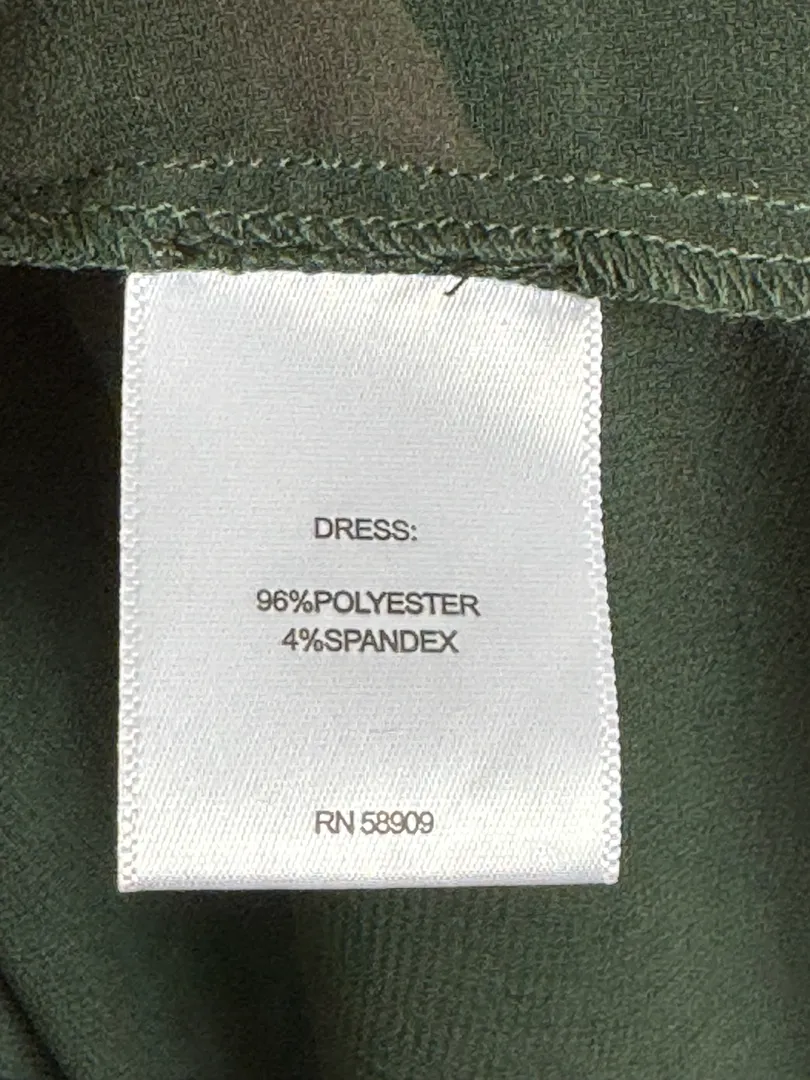 DRESS:
96%POLYESTER
4%SPANDEX
RN 58909